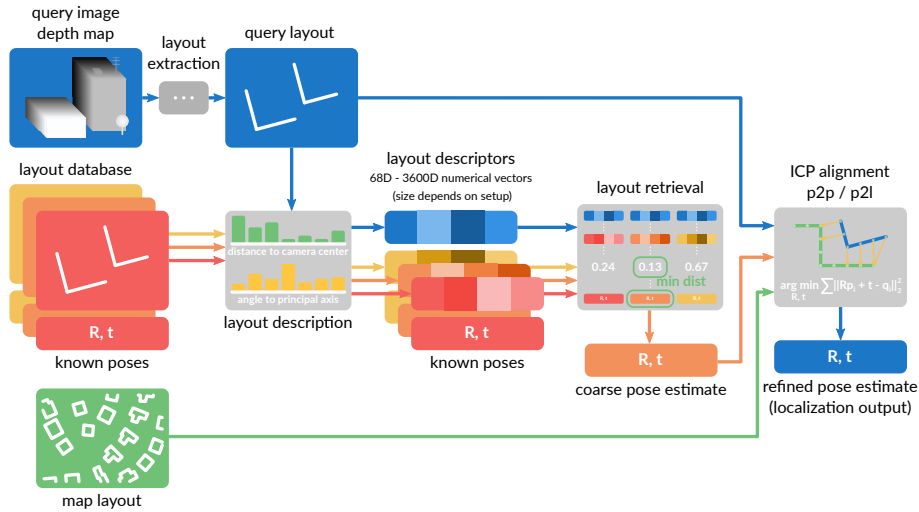 query image
depth map
layout
extraction
...
query layout
layout database
R, t
known poses
distance to camera center
angle to principal axis
layout description
layout descriptors
68D - 3600D numerical vectors
(size depends on setup)
known poses
layout retrieval
0.24 0.13 0.67
min dist
R, t R, t R, t
R, t
coarse pose estimate
ICP alignment
p2p / p2l
arg min ∑||Rpᵢ + t - qᵢ||²₂
R, t
R, t
refined pose estimate
(localization output)
map layout